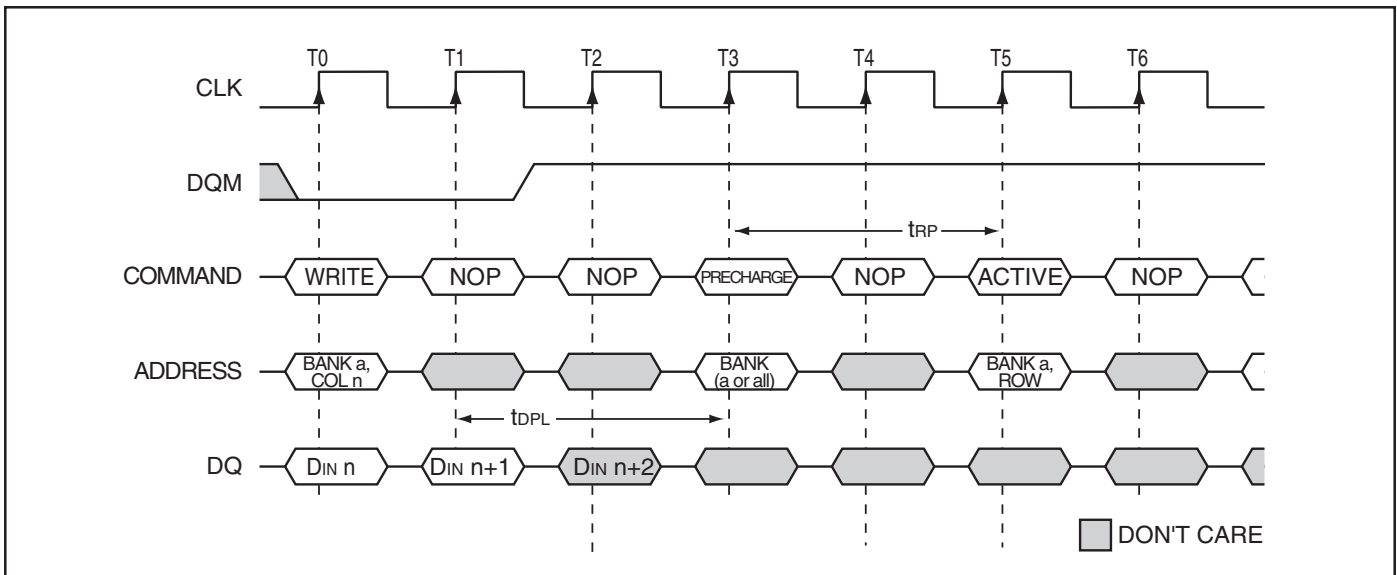 T0 T1 T2 T3 T4 T5 T6
CLK
DQM
tRP
COMMAND WRITE NOP NOP PRECHARGE NOP ACTIVE NOP
ADDRESS BANK a, COL n BANK (a or all) BANK a, ROW
tDPL
DQ DIN n DIN n+1 DIN n+2
DON'T CARE